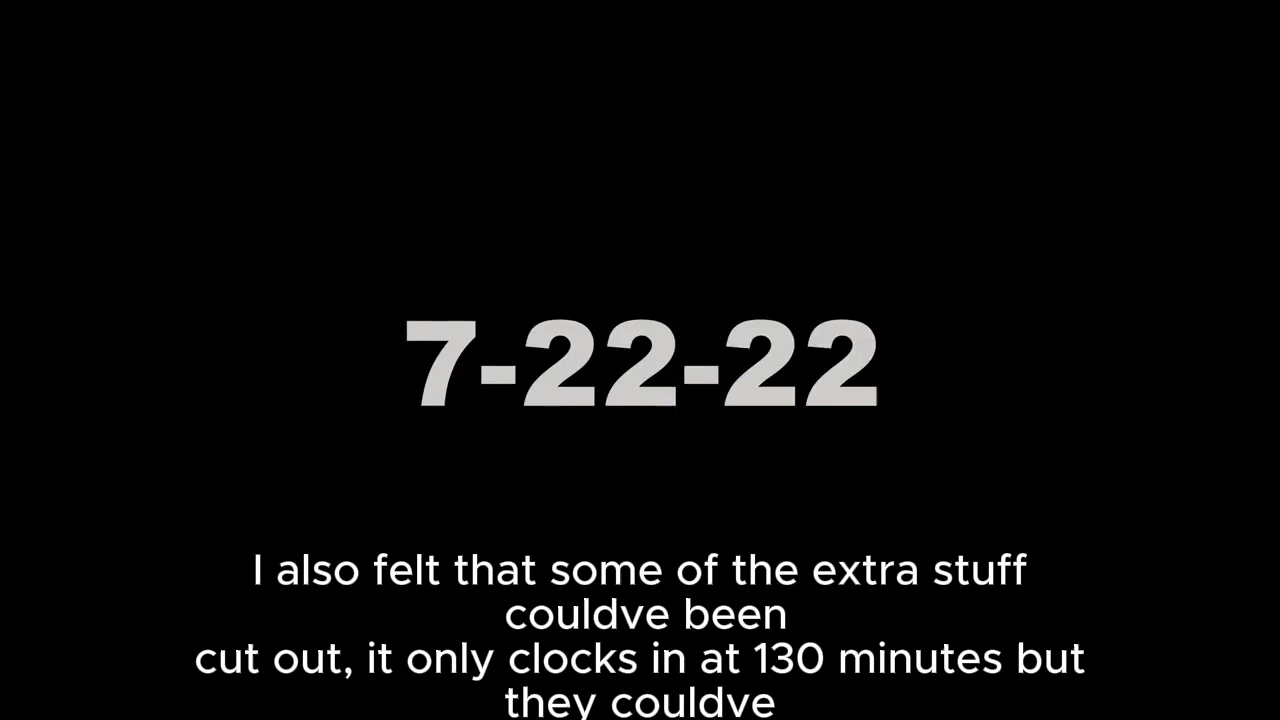 7-22-22
I also felt that some of the extra stuff
couldve been
cut out, it only clocks in at 130 minutes but
they couldve